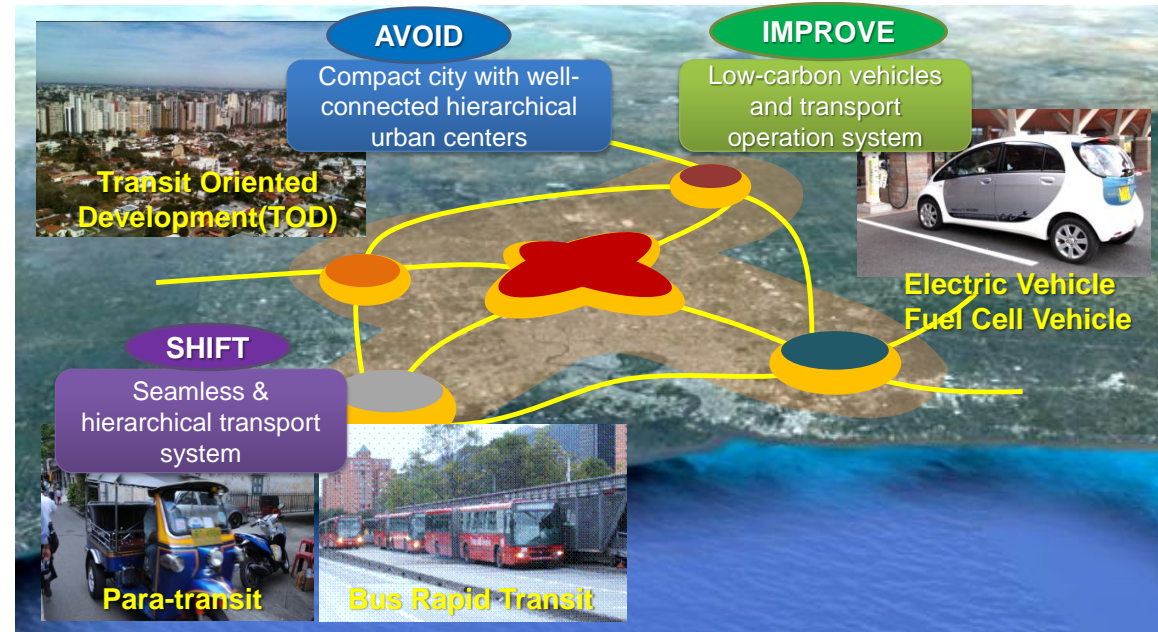 AVOID
Compact city with well-
connected hierarchical
urban centers
IMPROVE
Low-carbon vehicles
and transport
operation system
Transit Oriented
Development(TOD)
Electric Vehicle
Fuel Cell Vehicle
SHIFT
Seamless &
hierarchical transport
system
Para-transit
Bus Rapid Transit